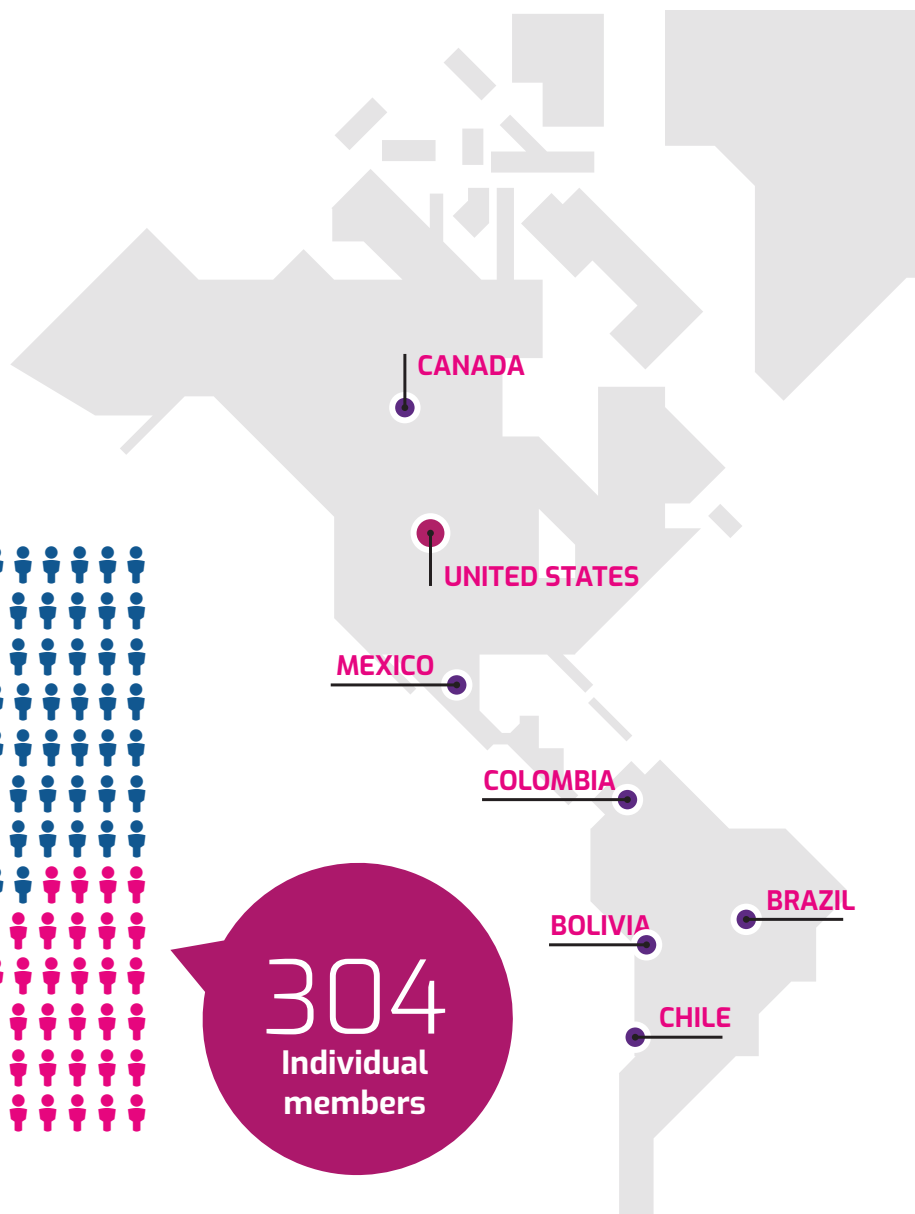 CANADA
UNITED STATES
MEXICO
COLOMBIA
BRAZIL
BOLIVIA
CHILE
304
Individual
members